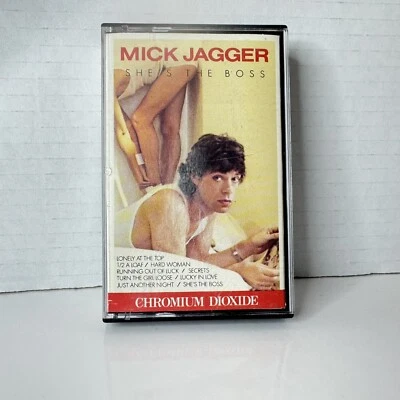 MICK JAGGER
SHE'S THE BOSS
LONELY AT THE TOP
1/2 A LOAF / HARD WOMAN
RUNNING OUT OF LUCK / SECRETS
TURN THE GIRL LOOSE / LUCKY IN LOVE
JUST ANOTHER NIGHT / SHE'S THE BOSS
CHROMIUM DIOXIDE